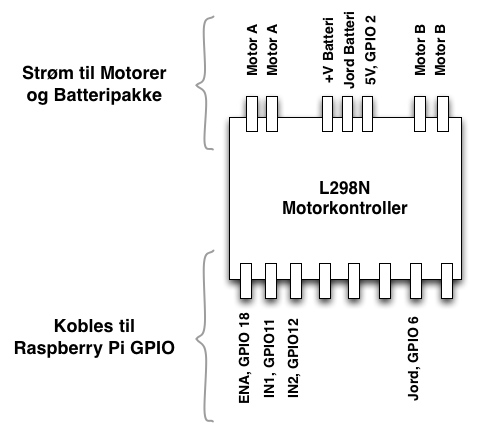 Motor A
Motor A
+V Batteri
Jord Batteri
5V, GPIO 2
Motor B
Motor B
Strøm til Motorer
og Batteripakke
L298N
Motorkontroller
Kobles til
Raspberry Pi GPIO
ENA, GPIO 18
IN1, GPIO11
IN2, GPIO12
Jord, GPIO 6